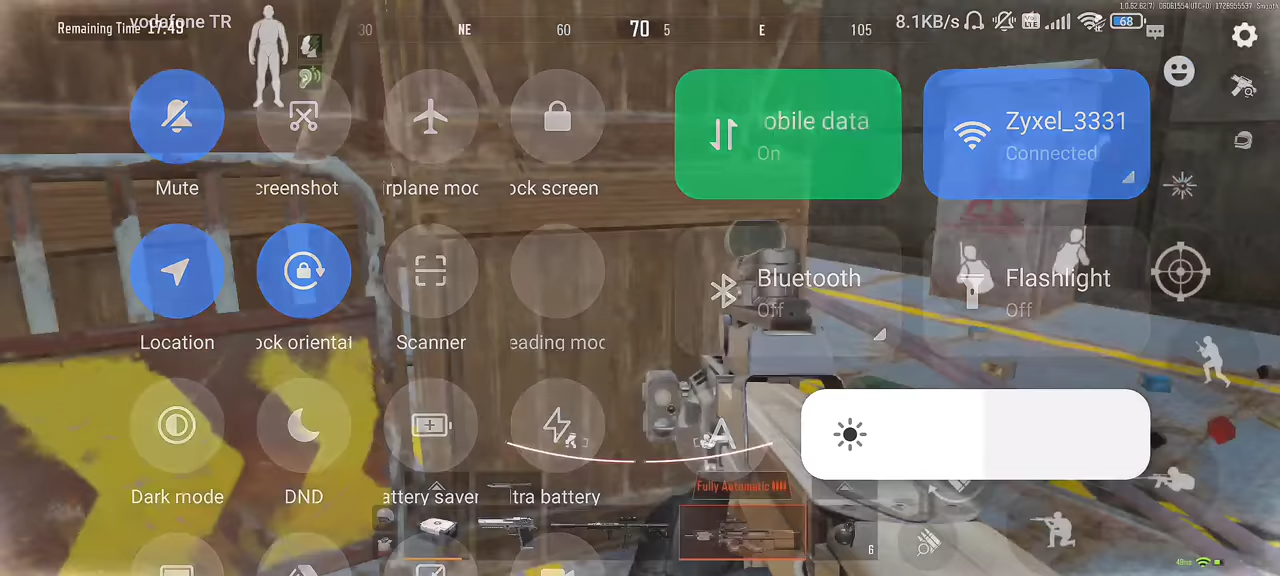 Remaining Time 17:49
vodafone TR
30
NE
60
70
5
E
105
8.1KB/s
68
Mute
creenshot
irplane moc
ock screen
obile data
On
Zyxel_3331
Connected
Location
ock orientat
Scanner
eading moc
Bluetooth
Off
Flashlight
Off
Dark mode
DND
attery saver
ltra battery
A
Fully Automatic
6
48ms